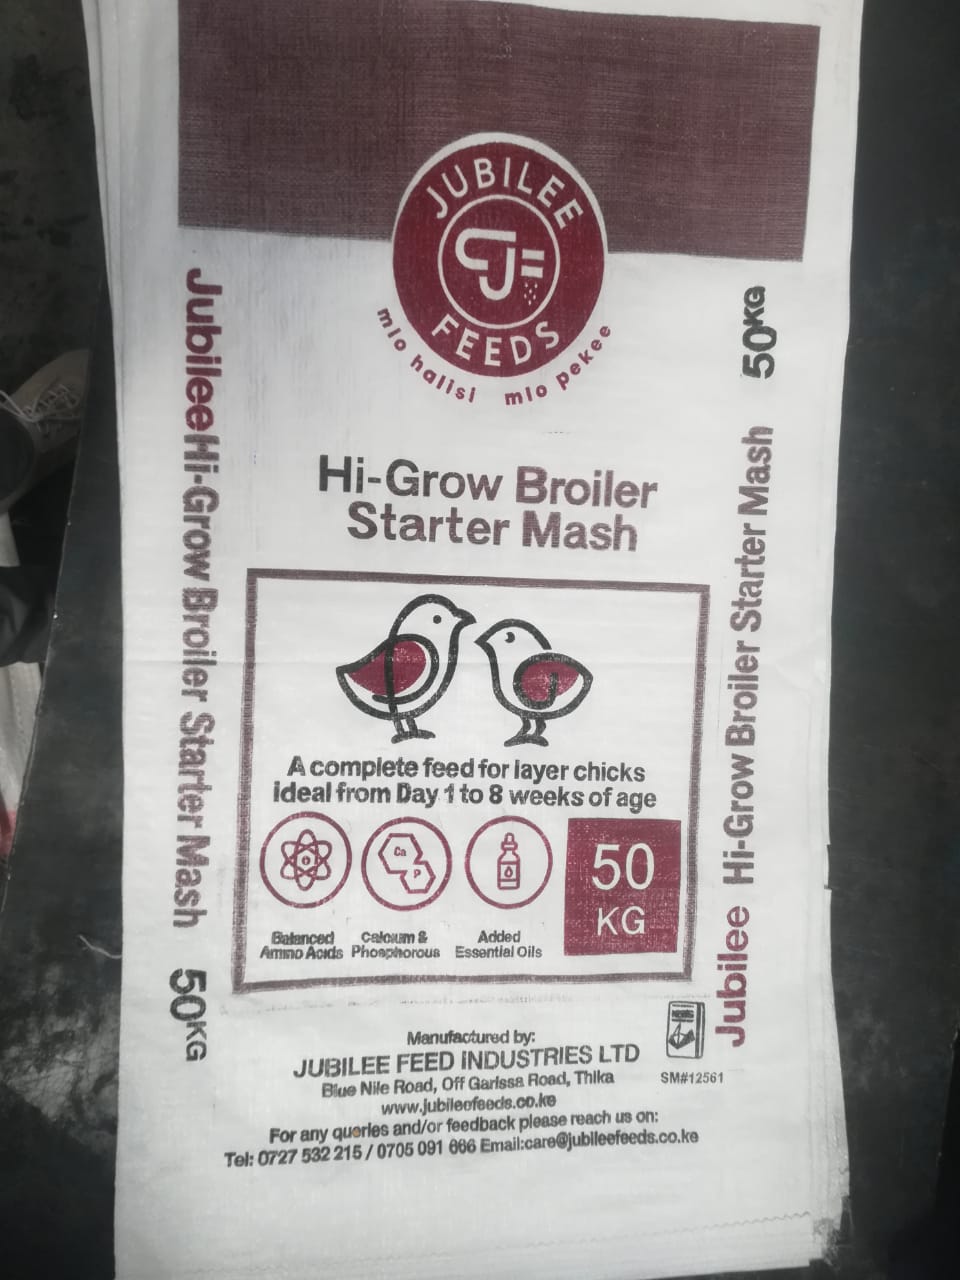 JUBILEE
FEEDS
mlo halisi mlo pekee
Hi-Grow Broiler
Starter Mash
A complete feed for layer chicks
ideal from Day 1 to 8 weeks of age
Ca
P
50
KG
Balanced
Amino Acids
Calcium &
Phosphorous
Added
Essential Oils
Manufactured by:
JUBILEE FEED INDUSTRIES LTD
Blue Nile Road, Off Garissa Road, Thika
www.jubileefeeds.co.ke
For any queries and/or feedback please reach us on:
Tel: 0727 532 215 / 0705 091 666 Email:care@jubileefeeds.co.ke
SM#12561
Jubilee Hi-Grow Broiler Starter Mash 50KG
Jubilee Hi-Grow Broiler Starter Mash 50KG